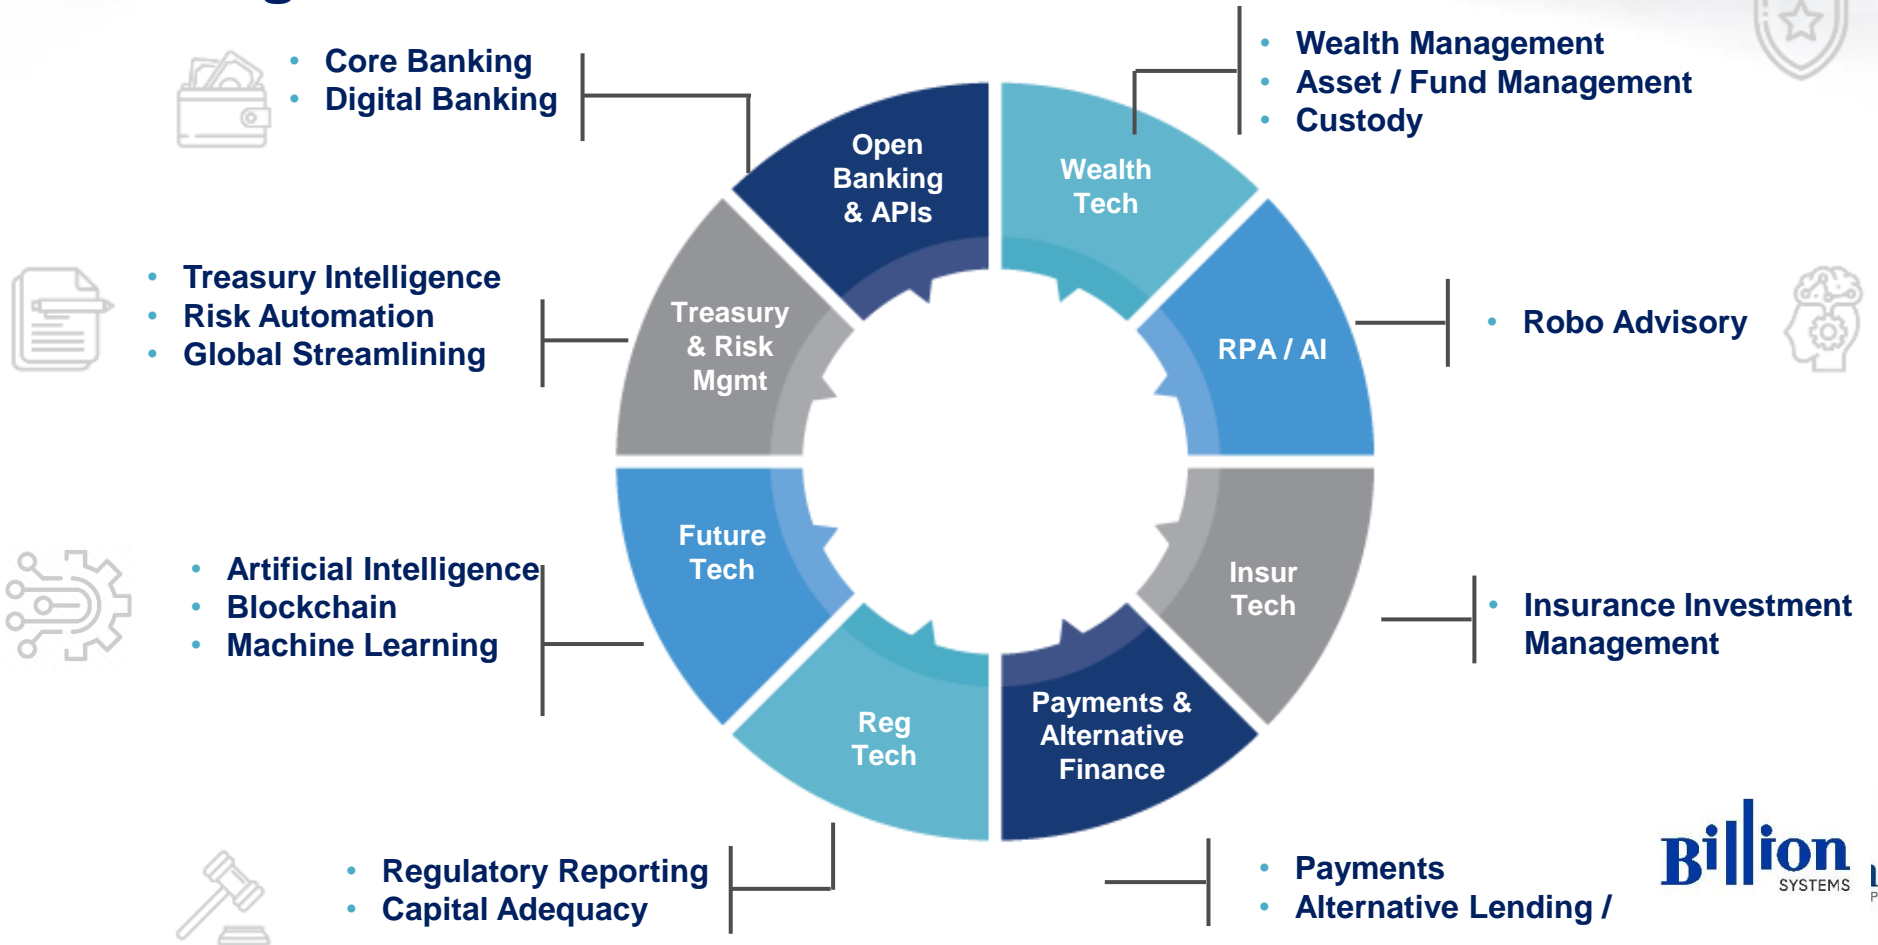 • Core Banking
• Digital Banking
• Wealth Management
• Asset / Fund Management
• Custody
Open
Banking
& APIs
Wealth
Tech
• Treasury Intelligence
• Risk Automation
• Global Streamlining
Treasury
& Risk
Mgmt
RPA / AI
• Robo Advisory
• Artificial Intelligence
• Blockchain
• Machine Learning
Future
Tech
Insur
Tech
• Insurance Investment
Management
Reg
Tech
Payments &
Alternative
Finance
• Regulatory Reporting
• Capital Adequacy
• Payments
• Alternative Lending /
Billion
SYSTEMS